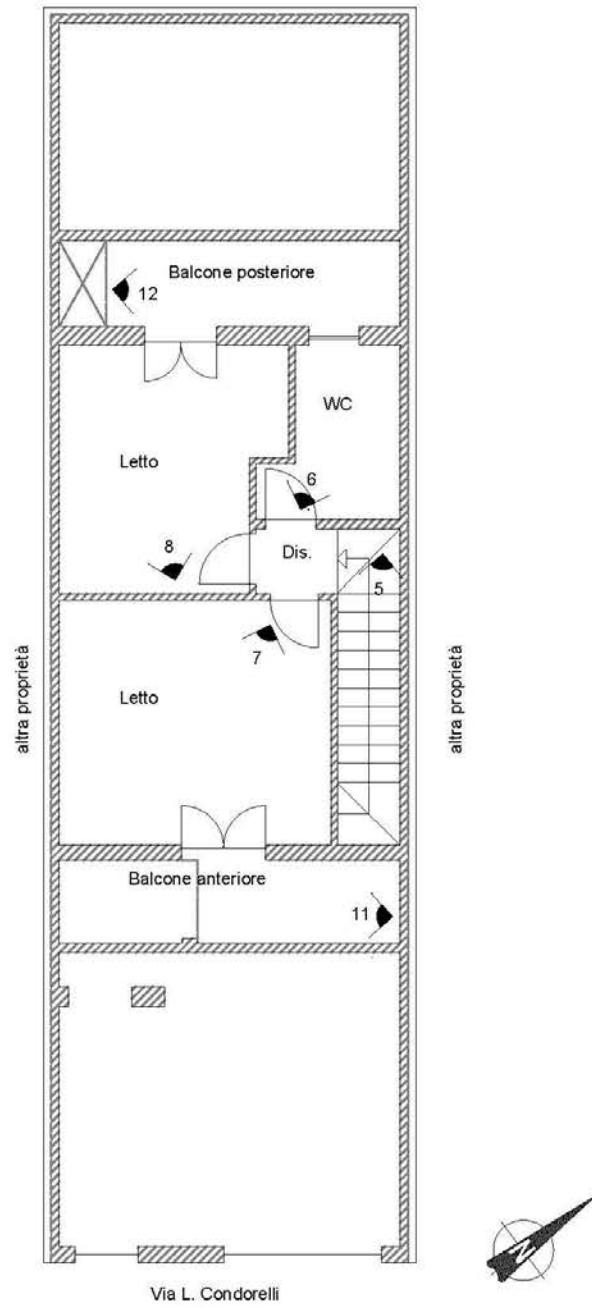 Balcone posteriore
12
WC
Letto
6
8
Dis.
5
7
altra proprietà
Letto
altra proprietà
Balcone anteriore
11
N
Via L. Condorelli